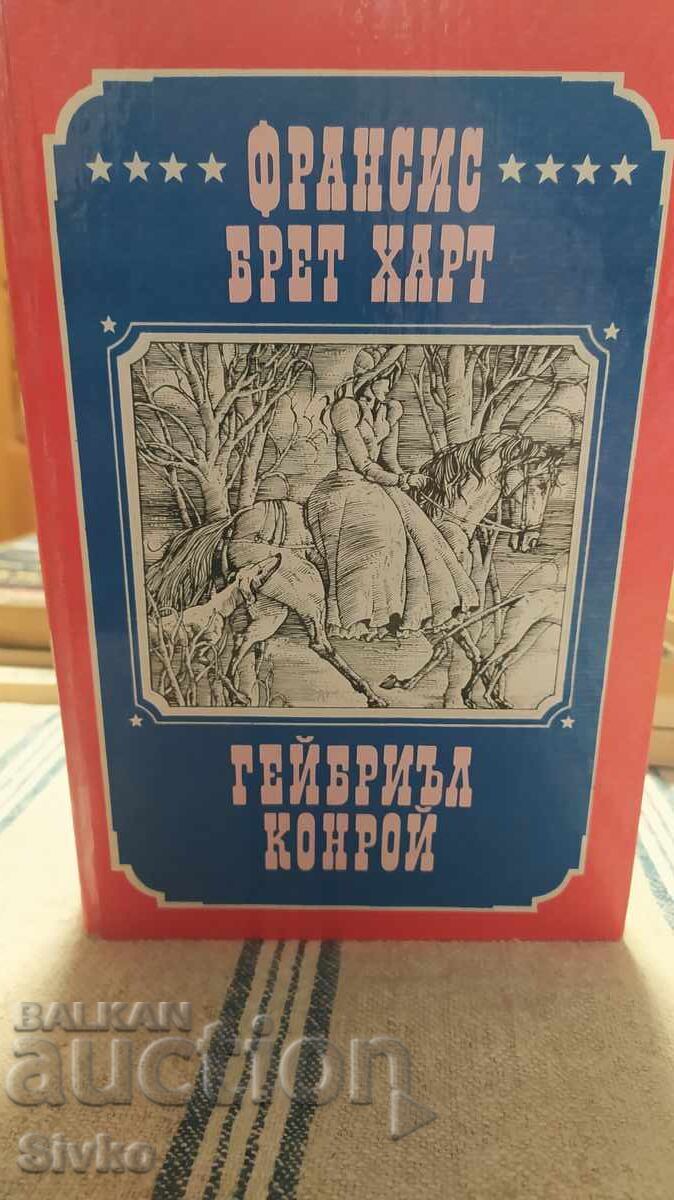 ФРАНСИС
БРЕТ ХАРТ
ГЕЙБРИЪЛ
КОНРОЙ
BALKAN
auction
Sivko